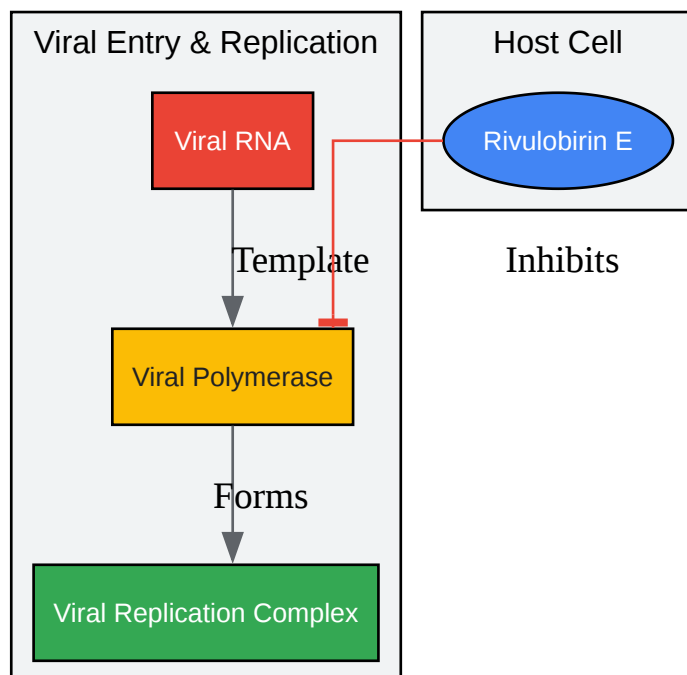 Viral Entry & Replication
Host Cell
Viral RNA
Rivulobirin E
Template
Inhibits
Viral Polymerase
Forms
Viral Replication Complex